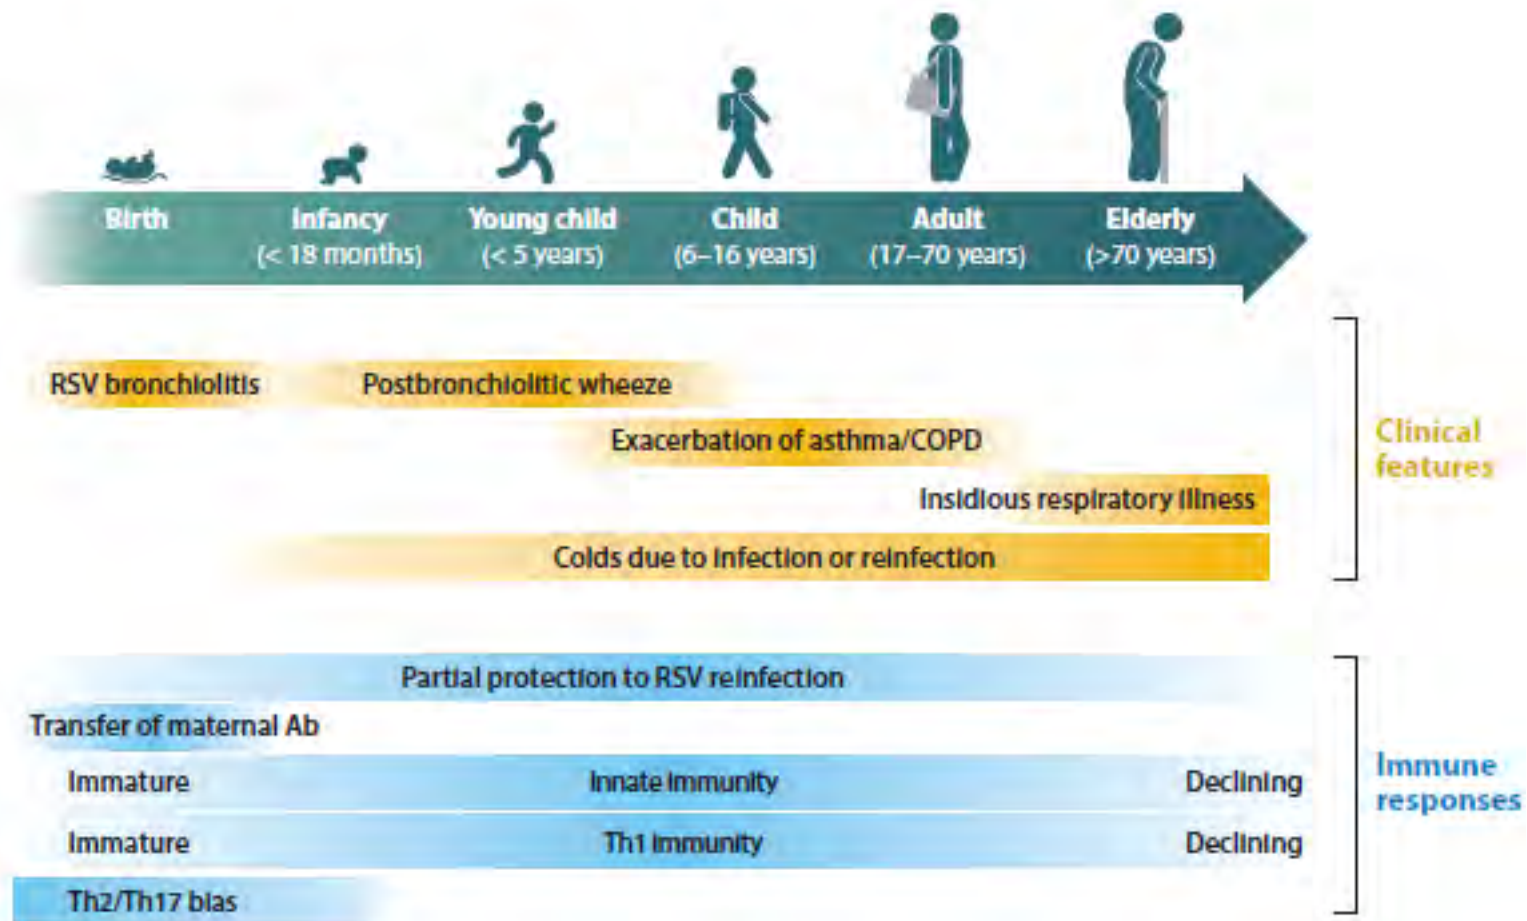 Birth
Infancy
(< 18 months)
Young child
(< 5 years)
Child
(6–16 years)
Adult
(17–70 years)
Elderly
(>70 years)
RSV bronchiolitis
Postbronchiolitic wheeze
Exacerbation of asthma/COPD
Insidious respiratory illness
Colds due to infection or reinfection
Clinical
features
Partial protection to RSV reinfection
Transfer of maternal Ab
Immature
Innate immunity
Declining
Immature
Th1 immunity
Declining
Th2/Th17 bias
Immune
responses